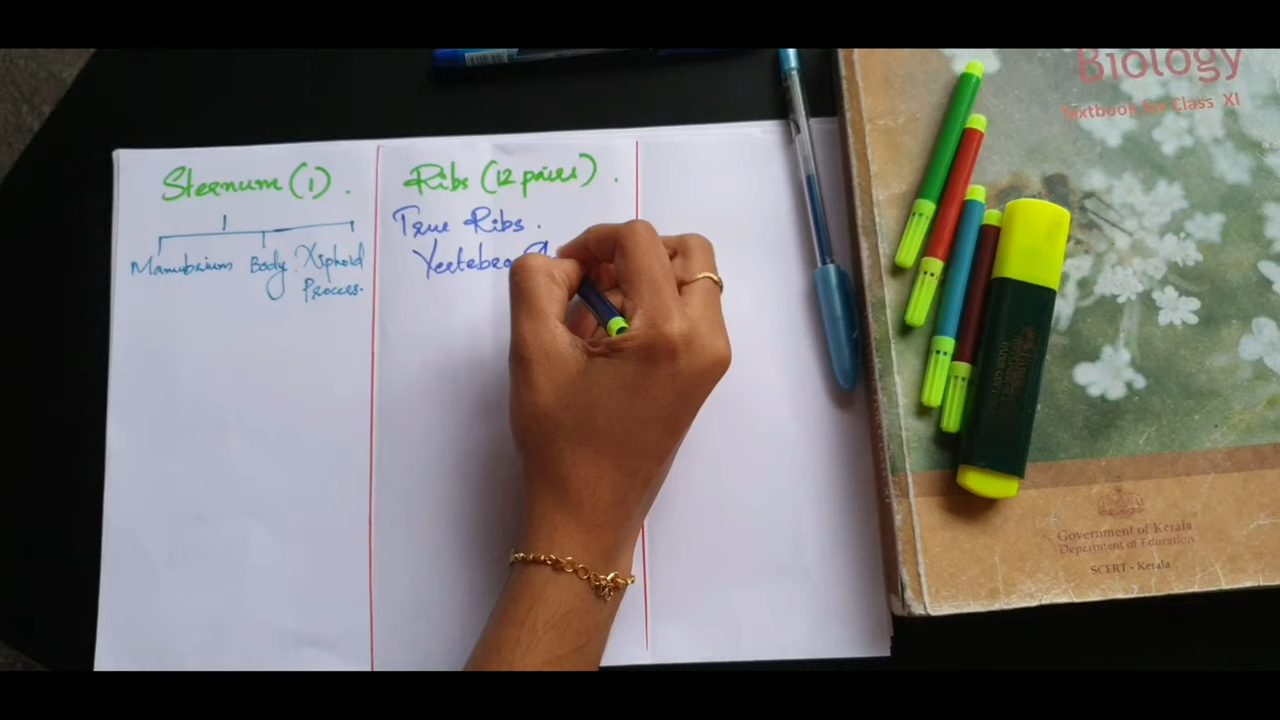 Sternum (1) .
Manubrium Body . Xiphoid
Process.
Ribs (12 pairs) .
True Ribs .
Biology
Textbook for Class XI
Government of Kerala
Department of Education
SCERT - Kerala